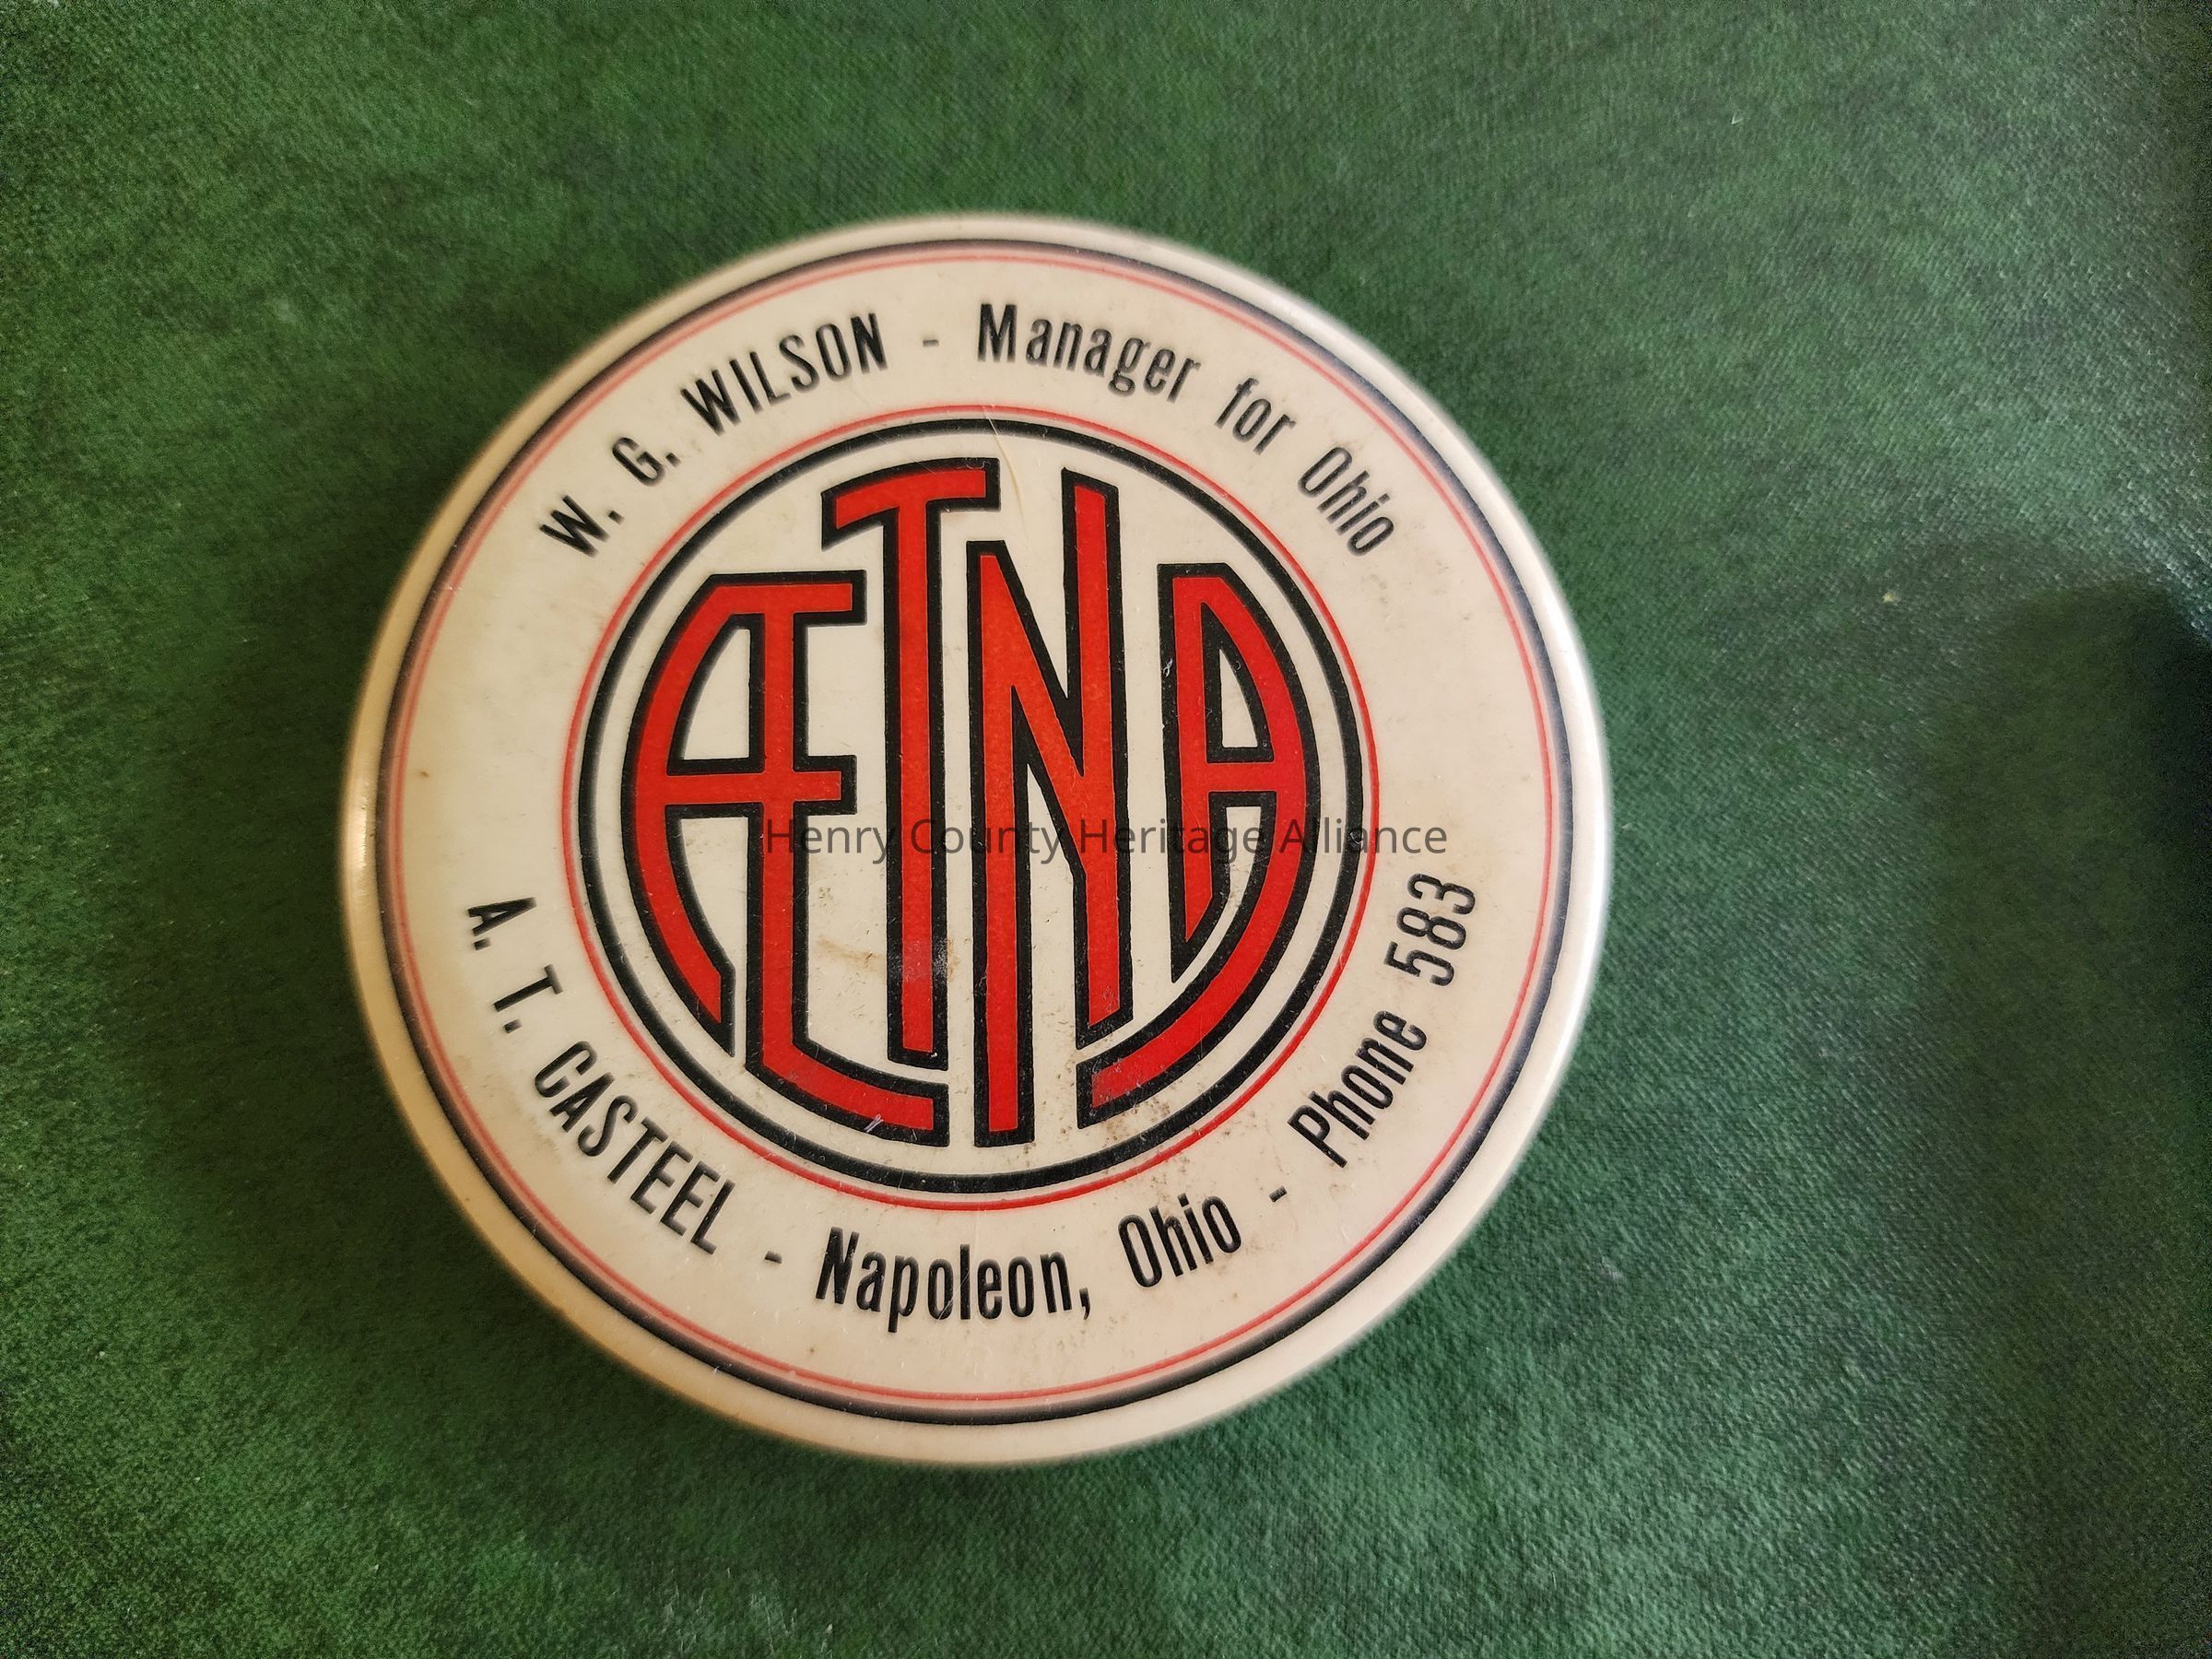 W. G. WILSON - Manager for Ohio
ÆTNA
Henry County Heritage Alliance
A. T. CASTEEL - Napoleon, Ohio - Phone 583